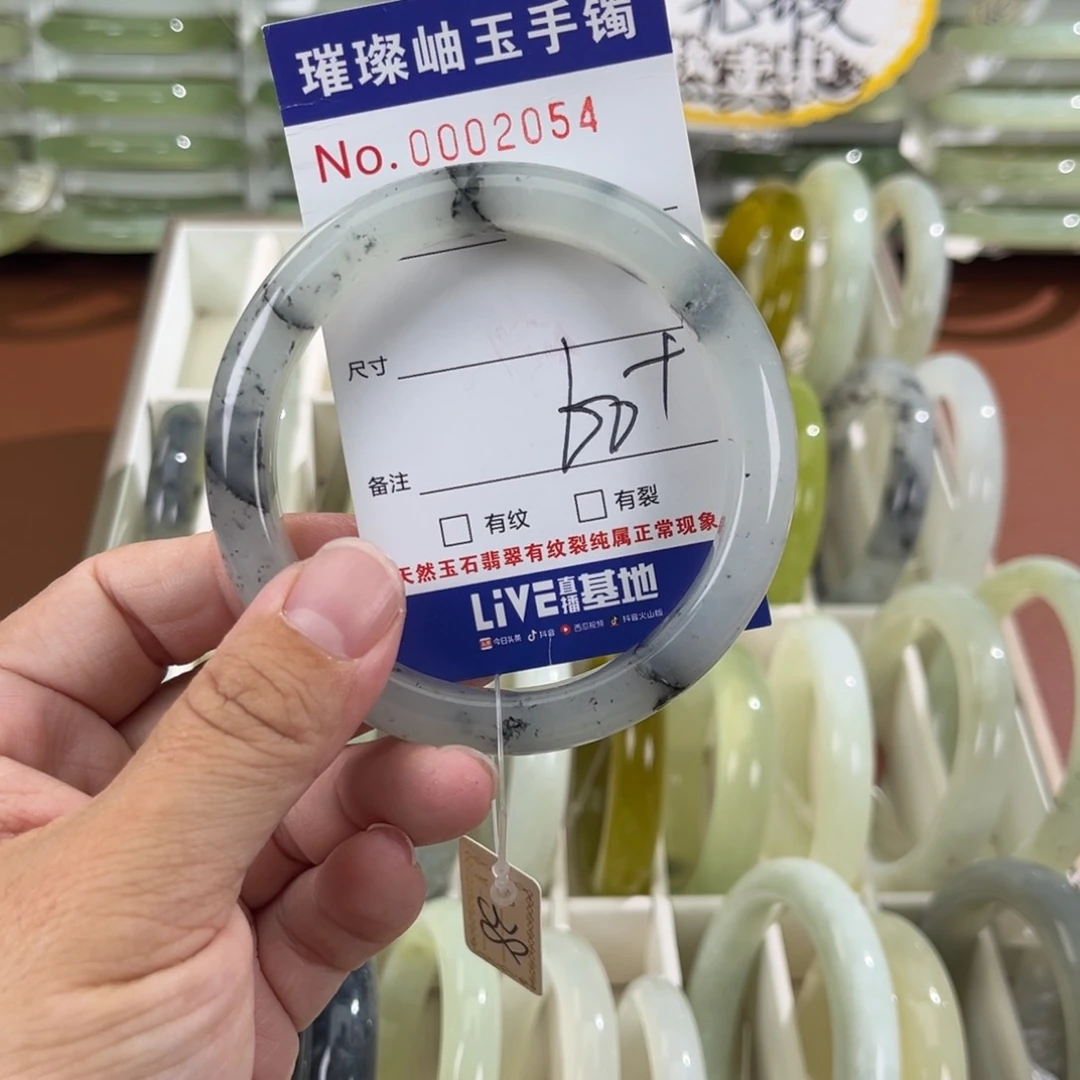 璀璨岫玉手镯
No. 0002054
尺寸
备注
有纹 有裂
天然玉石翡翠有纹裂纯属正常现象
LiVE直播基地
今日头条 抖音 西瓜视频 抖音火山版
58